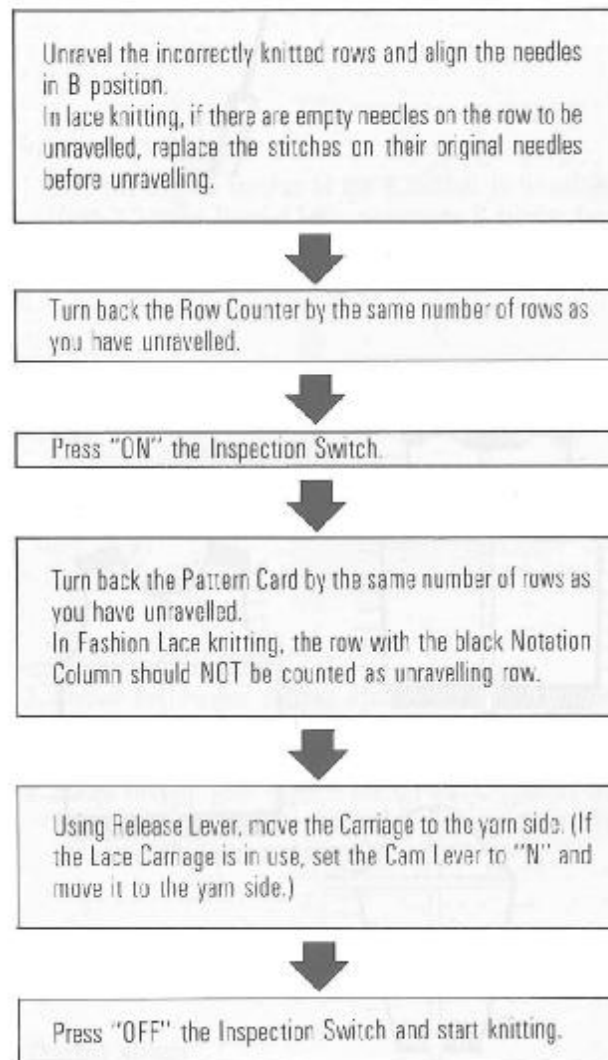 Unravel the incorrectly knitted rows and align the needles
in B position.
In lace knitting, if there are empty needles on the row to be
unravelled, replace the stitches on their original needles
before unravelling.
Turn back the Row Counter by the same number of rows as
you have unravelled.
Press "ON" the Inspection Switch.
Turn back the Pattern Card by the same number of rows as
you have unravelled.
In Fashion Lace knitting, the row with the black Notation
Column should NOT be counted as unravelling row.
Using Release Lever, move the Carriage to the yarn side. (If
the Lace Carriage is in use, set the Cam Lever to "N" and
move it to the yarn side.)
Press "OFF" the Inspection Switch and start knitting.